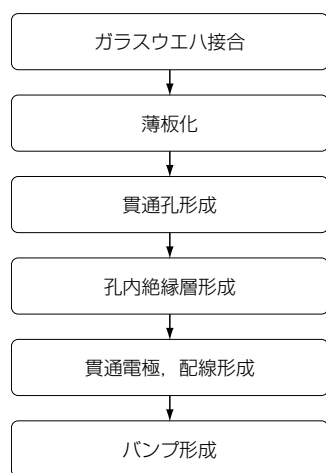 ガラスウエハ接合
薄板化
貫通孔形成
孔内絶縁層形成
貫通電極，配線形成
バンプ形成